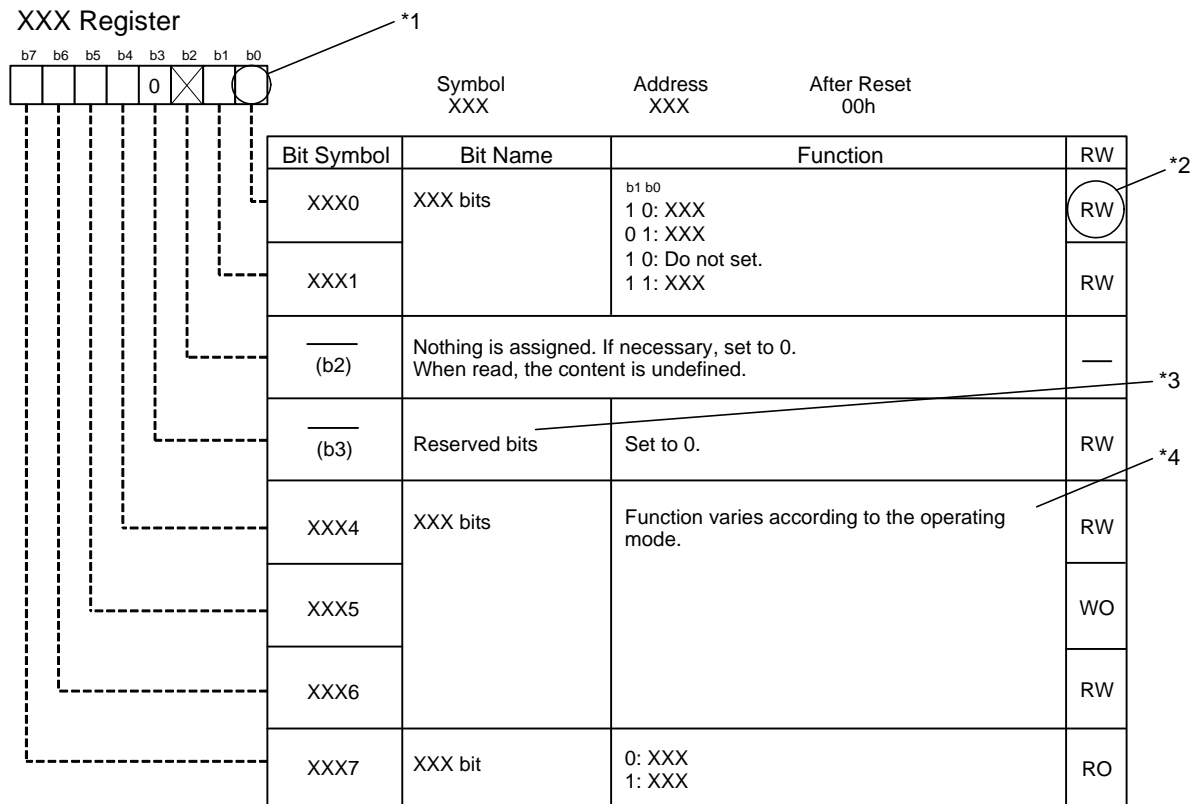 XXX Register
*1
b7 b6 b5 b4 b3 b2 b1 b0
0
Symbol Address After Reset
XXX XXX 00h
Bit Symbol Bit Name Function RW
*2
XXX0 XXX bits b1 b0 RW
1 0: XXX
0 1: XXX
1 0: Do not set.
1 1: XXX
XXX1 RW
(b2) Nothing is assigned. If necessary, set to 0. —
When read, the content is undefined.
*3
(b3) Reserved bits Set to 0. RW
*4
XXX4 XXX bits Function varies according to the operating RW
mode.
XXX5 WO
XXX6 RW
XXX7 XXX bit 0: XXX RO
1: XXX